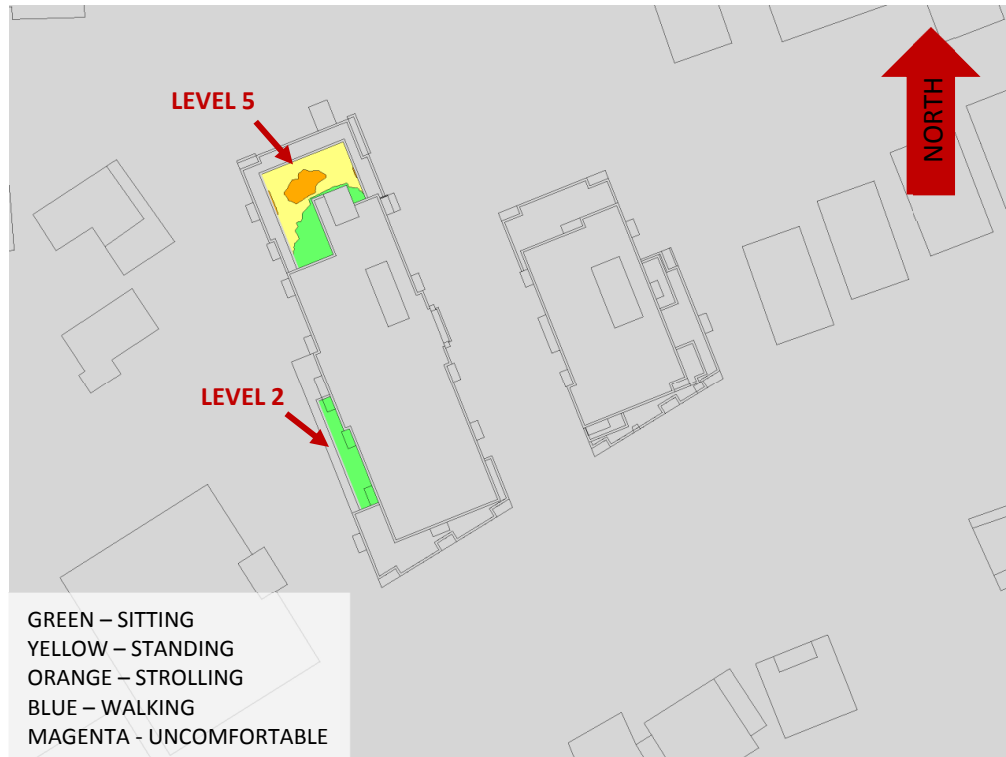 LEVEL 5
NORTH
LEVEL 2
GREEN – SITTING
YELLOW – STANDING
ORANGE – STROLLING
BLUE – WALKING
MAGENTA - UNCOMFORTABLE